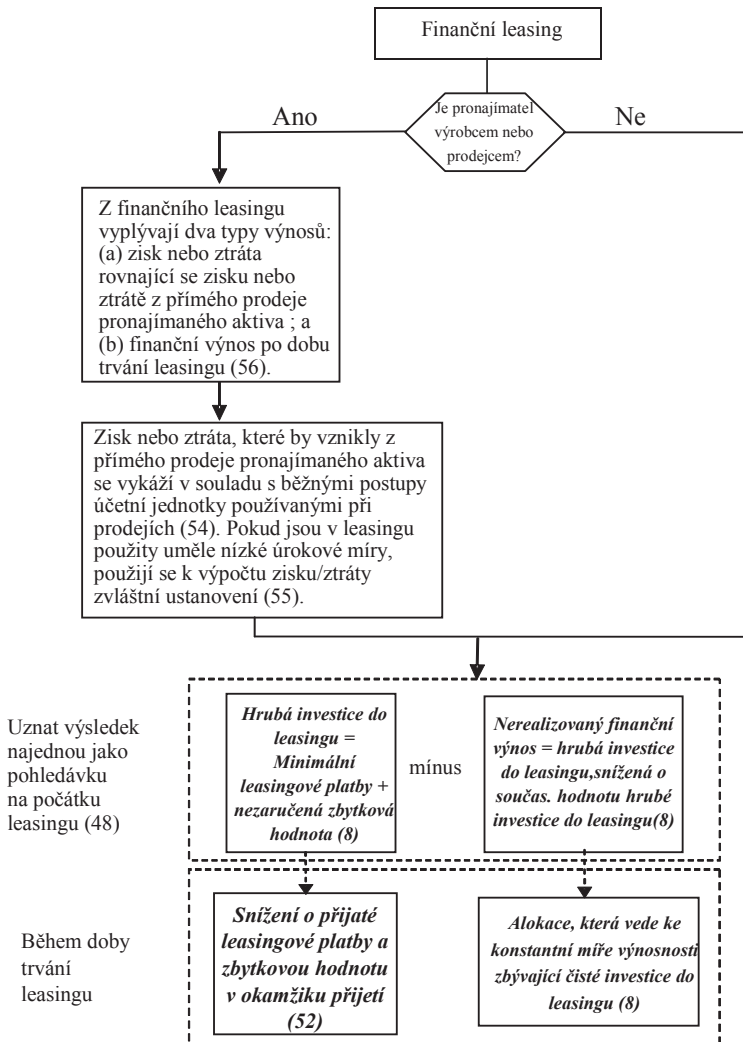 Finanční leasing
Je pronajímatel
výrobcem nebo
prodejcem?
Ano
Ne
Z finančního leasingu
vyplývají dva typy výnosů:
(a) zisk nebo ztráta
rovnající se zisku nebo
ztrátě z přímého prodeje
pronajímaného aktiva ; a
(b) finanční výnos po dobu
trvání leasingu (56).
Zisk nebo ztráta, které by vznikly z
přímého prodeje pronajímaného aktiva
se vykáží v souladu s běžnými postupy
účetní jednotky používanými při
prodejích (54). Pokud jsou v leasingu
použity uměle nízké úrokové míry,
použijí se k výpočtu zisku/ztráty
zvláštní ustanovení (55).
Uznat výsledek
najednou jako
pohledávku
na počátku
leasingu (48)
Hrubá investice do
leasingu =
Minimální
leasingové platby +
nezaručená zbytková
hodnota (8)
mínus
Nerealizovaný finanční
výnos = hrubá investice
do leasingu,snížená o
součas. hodnotu hrubé
investice do leasingu(8)
Během doby
trvání
leasingu
Snížení o přijaté
leasingové platby a
zbytkovou hodnotu
v okamžiku přijetí
(52)
Alokace, která vede ke
konstantní míře výnosnosti
zbývající čisté investice do
leasingu (8)